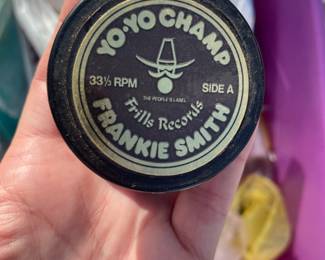 YO-YO CHAMP
33⅓ RPM SIDE A
THE PEOPLE'S LABEL
Frills Records
FRANKIE SMITH